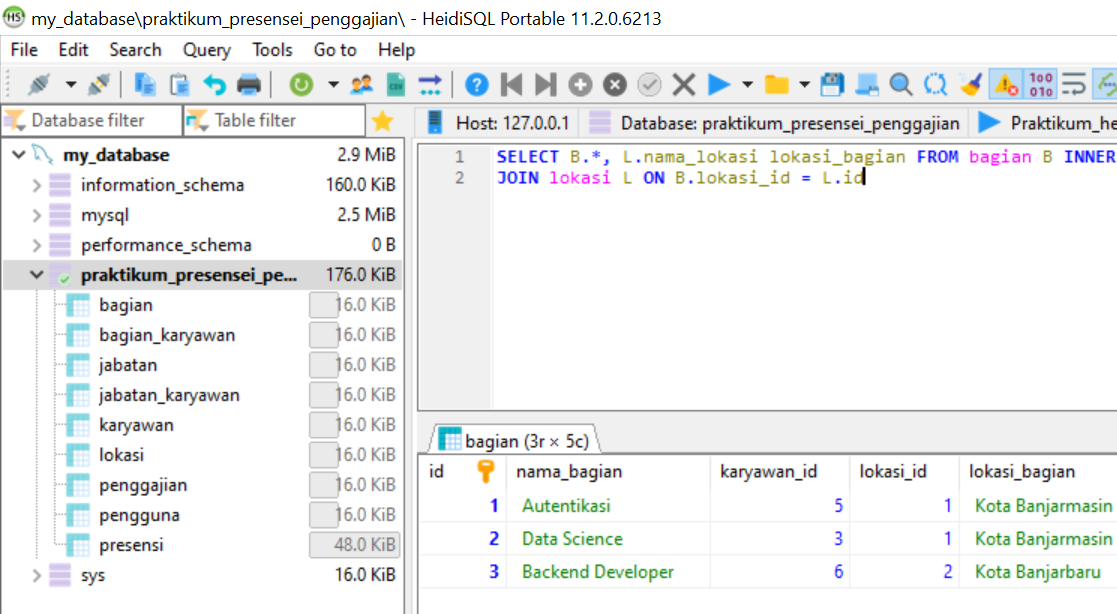 my_database\praktikum_presensei_penggajian\ - HeidiSQL Portable 11.2.0.6213
File Edit Search Query Tools Go to Help
Database filter Table filter Host: 127.0.0.1 Database: praktikum_presensei_penggajian Praktikum_he
my_database 2.9 MiB
information_schema 160.0 KiB
mysql 2.5 MiB
performance_schema 0 B
praktikum_presensei_pe... 176.0 KiB
bagian 16.0 KiB
bagian_karyawan 16.0 KiB
jabatan 16.0 KiB
jabatan_karyawan 16.0 KiB
karyawan 16.0 KiB
lokasi 16.0 KiB
penggajian 16.0 KiB
pengguna 16.0 KiB
presensi 48.0 KiB
sys 16.0 KiB
1 SELECT B.*, L.nama_lokasi lokasi_bagian FROM bagian B INNER
2 JOIN lokasi L ON B.lokasi_id = L.id
bagian (3r × 5c)
id nama_bagian karyawan_id lokasi_id lokasi_bagian
1 Autentikasi 5 1 Kota Banjarmasin
2 Data Science 3 1 Kota Banjarmasin
3 Backend Developer 6 2 Kota Banjarbaru